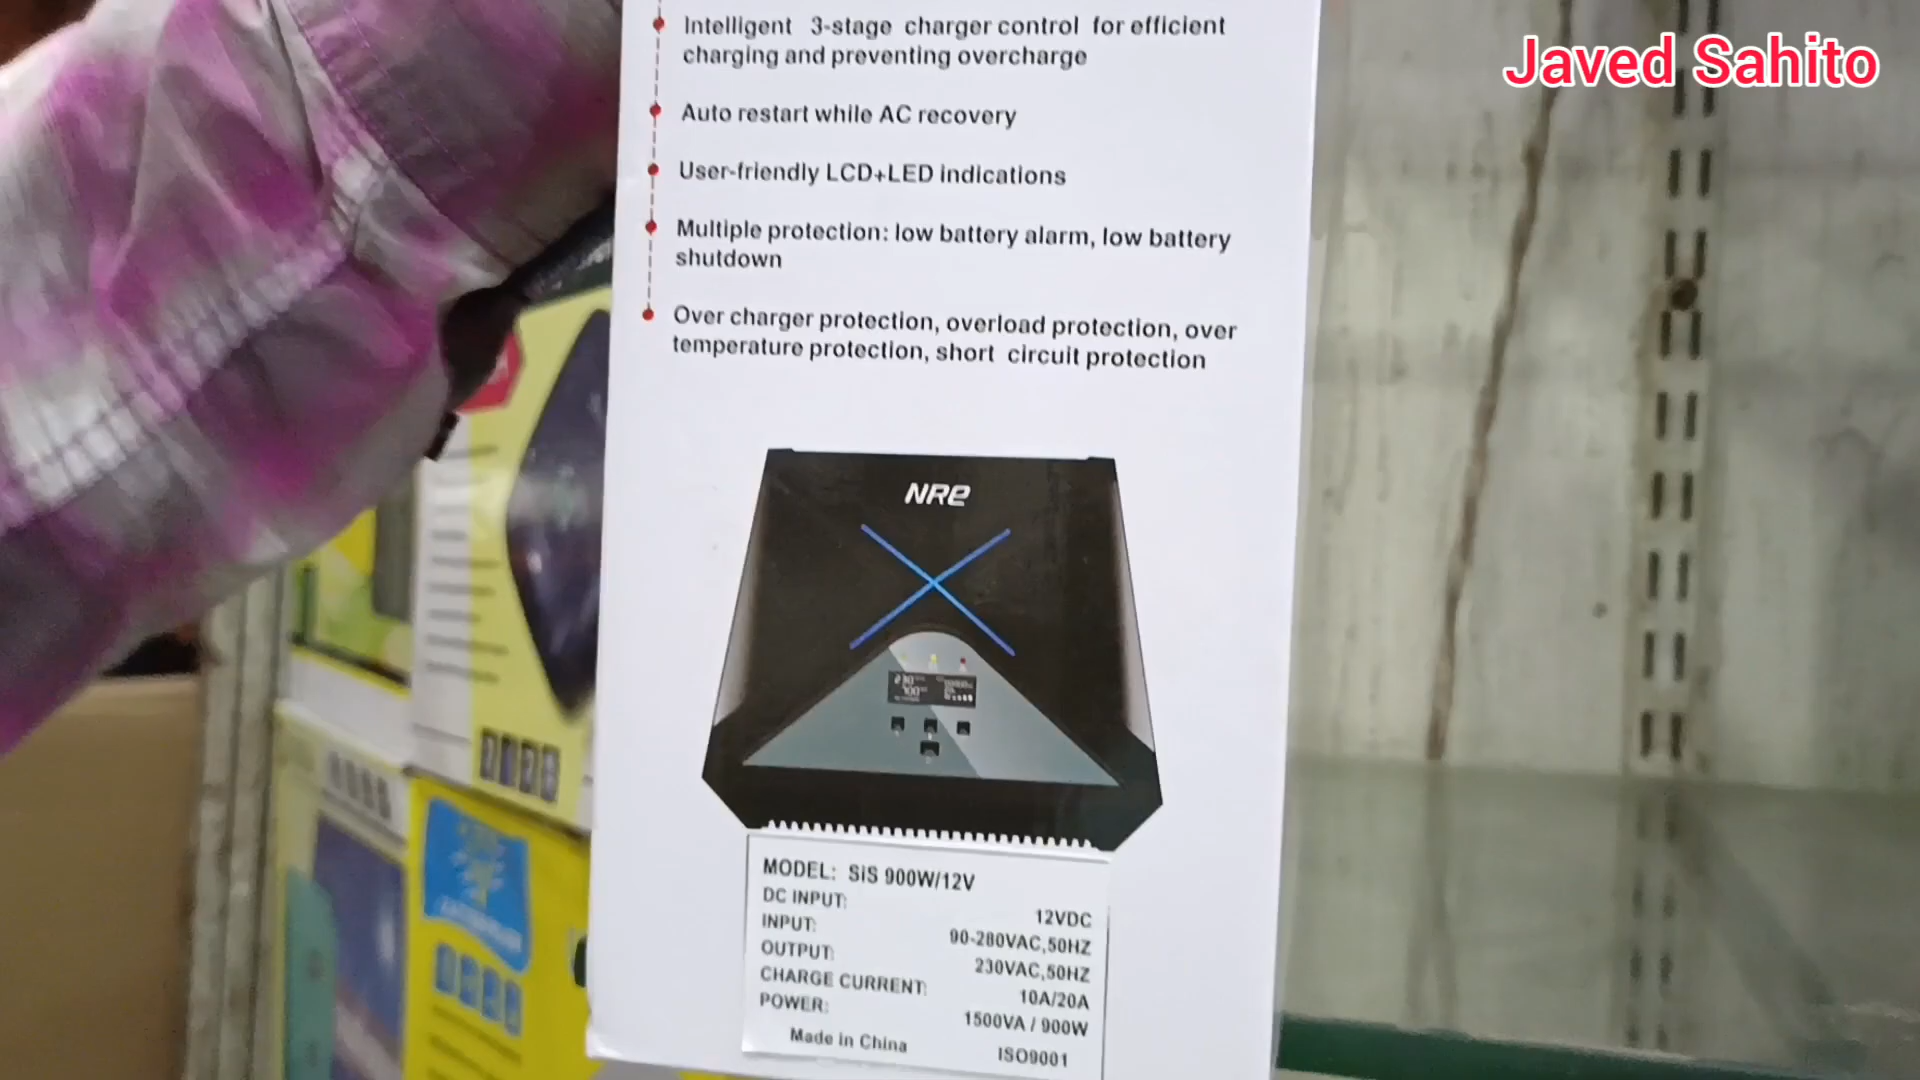 Javed Sahito
Intelligent 3-stage charger control for efficient
charging and preventing overcharge
Auto restart while AC recovery
User-friendly LCD+LED indications
Multiple protection: low battery alarm, low battery
shutdown
Over charger protection, overload protection, over
temperature protection, short circuit protection
NRe
230
MODEL: SiS 900W/12V
DC INPUT: 12VDC
INPUT: 90-280VAC,50HZ
OUTPUT: 230VAC,50HZ
CHARGE CURRENT: 10A/20A
POWER: 1500VA / 900W
Made in China ISO9001